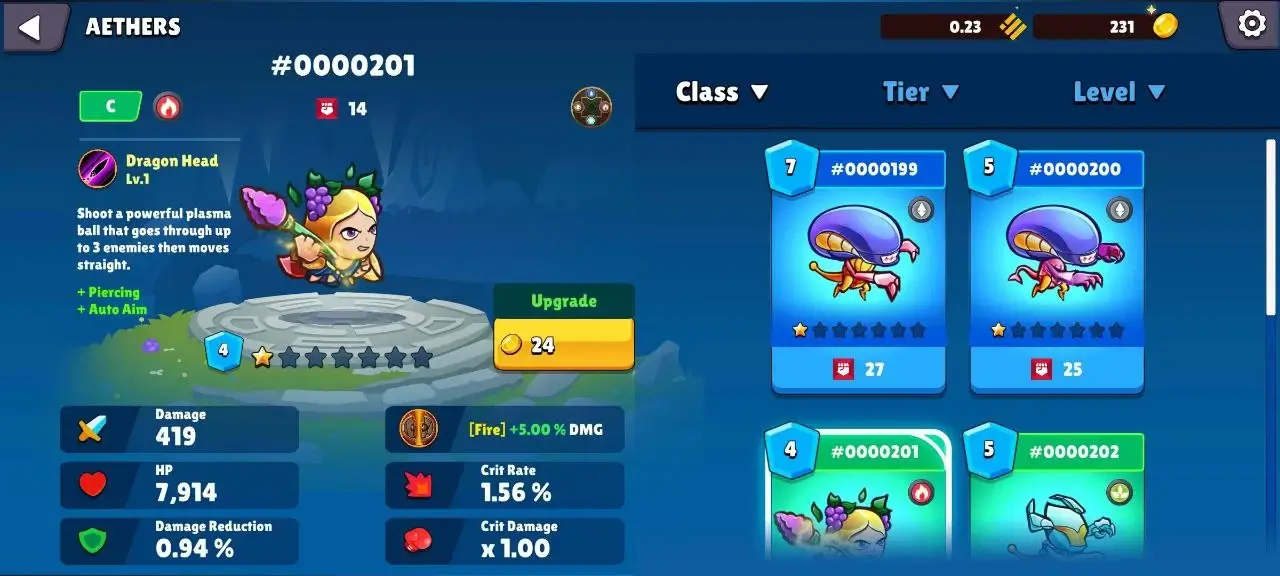 AETHERS
0.23
231
#0000201
C
14
Dragon Head
Lv.1
Shoot a powerful plasma
ball that goes through up
to 3 enemies then moves
straight.
+ Piercing
+ Auto Aim
Upgrade
24
4
Damage
419
HP
7,914
Damage Reduction
0.94 %
[Fire] +5.00 % DMG
Crit Rate
1.56 %
Crit Damage
x 1.00
Class ▼
Tier ▼
Level ▼
7
#0000199
27
5
#0000200
25
4
#0000201
5
#0000202